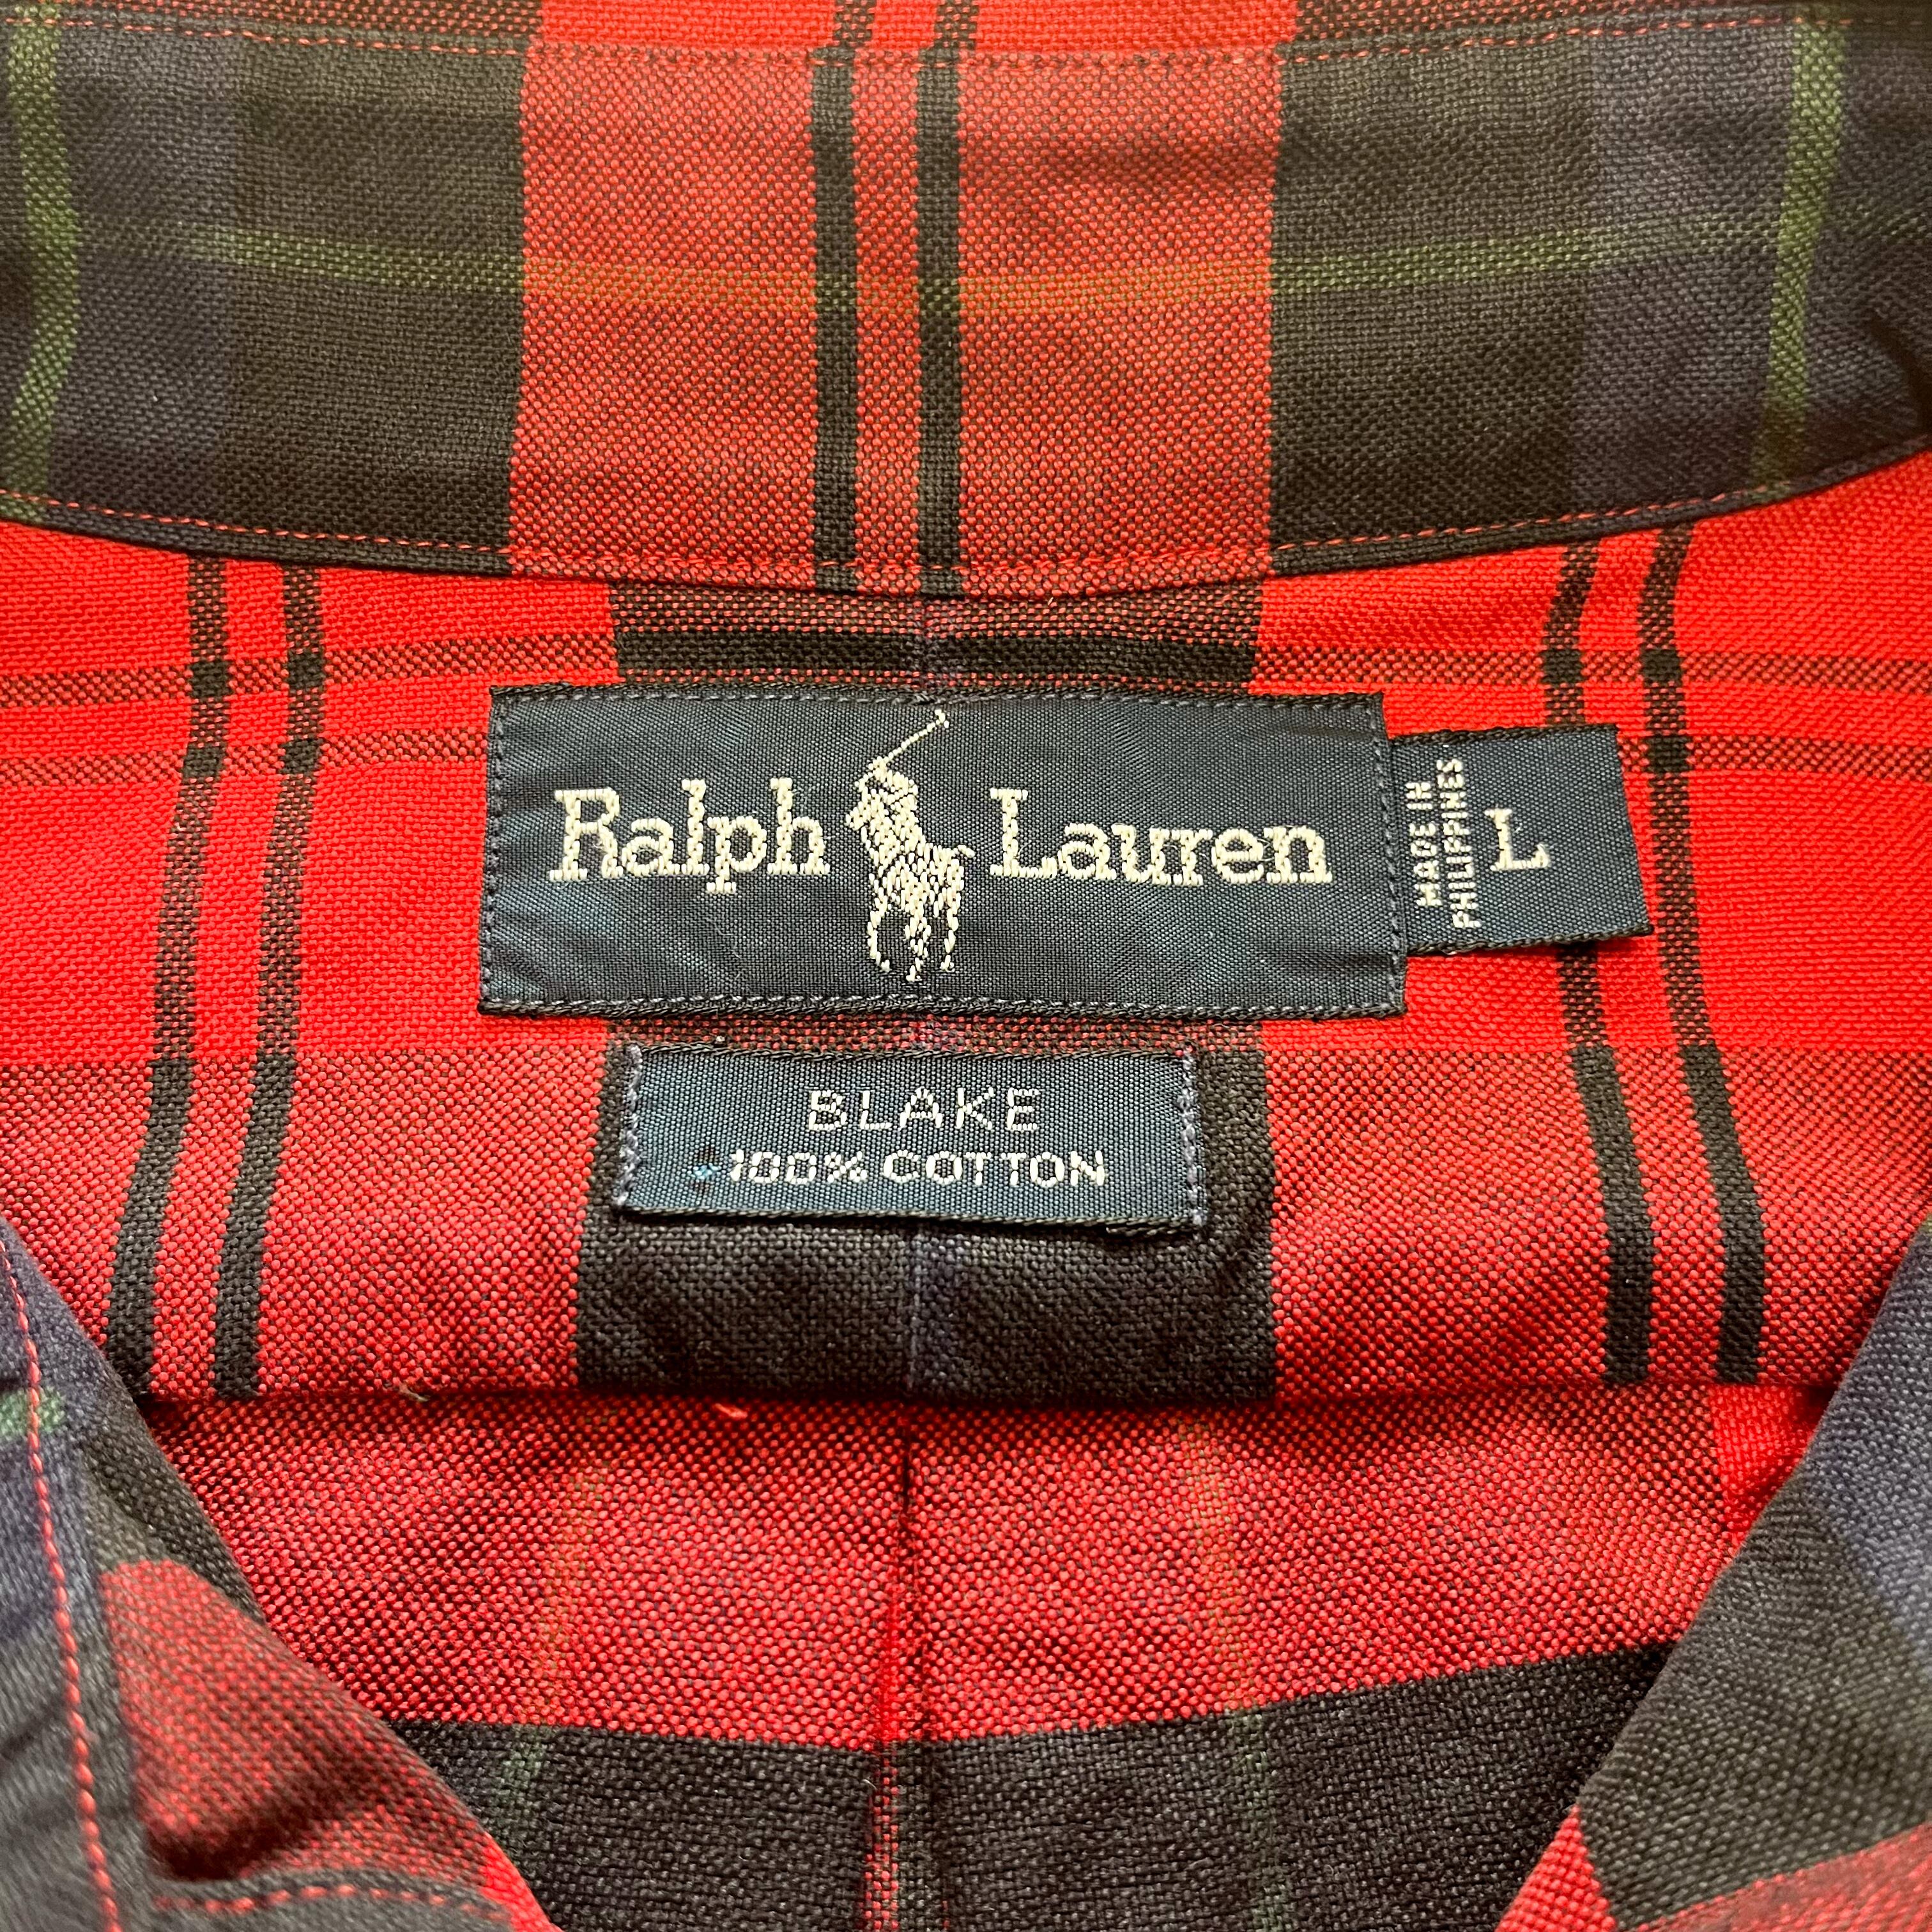 Ralph Lauren
MADE IN
PHILIPPINES
L
BLAKE
100% COTTON